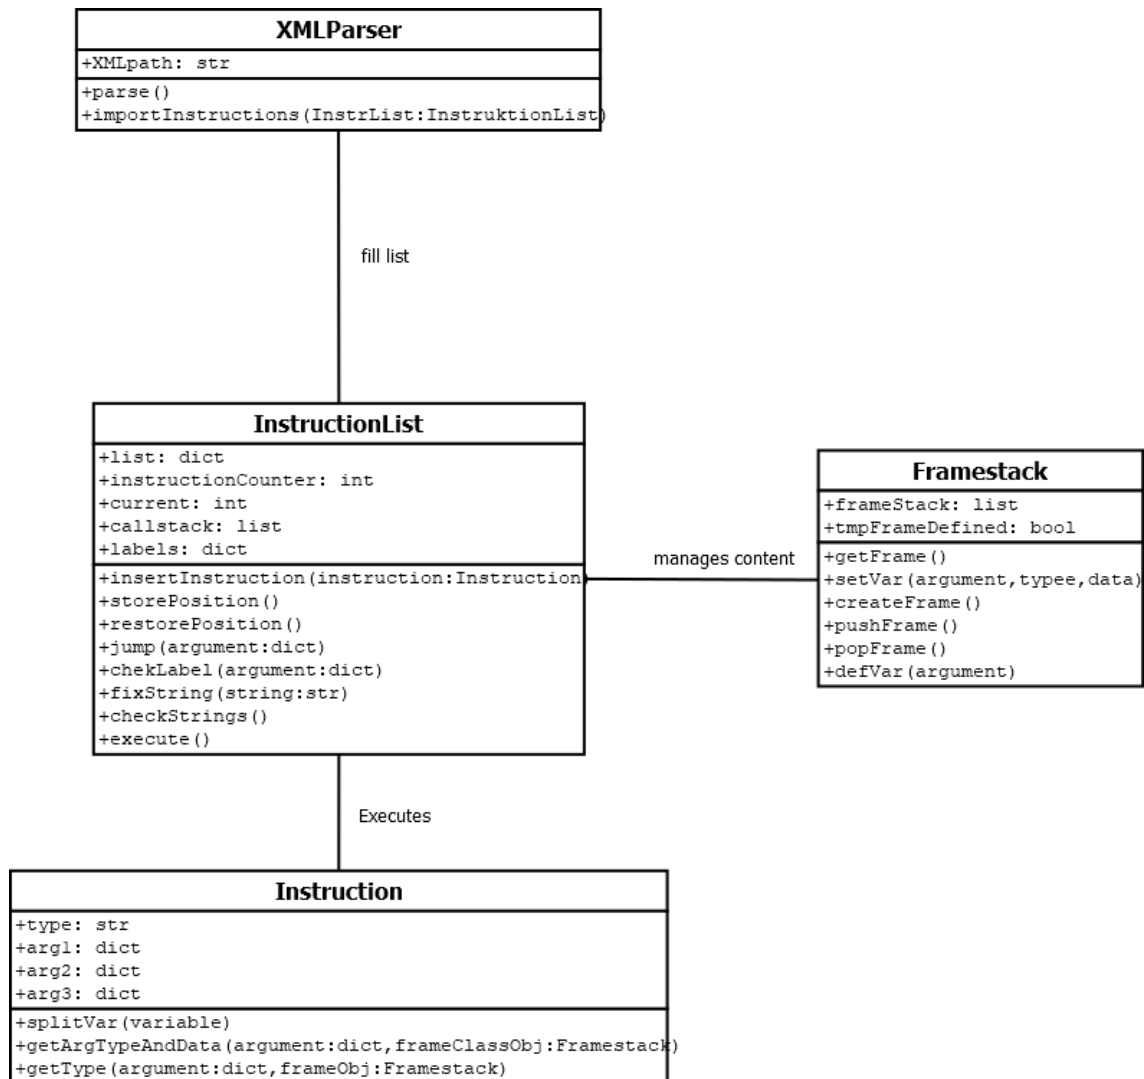 XMLParser
+XMLpath: str
+parse()
+importInstructions(InstrList:InstruktionList)
fill list
InstructionList
+list: dict
+instructionCounter: int
+current: int
+callstack: list
+labels: dict
+insertInstruction(instruction:Instruction)
+storePosition()
+restorePosition()
+jump(argument:dict)
+chekLabel(argument:dict)
+fixString(string:str)
+checkStrings()
+execute()
manages content
Framestack
+frameStack: list
+tmpFrameDefined: bool
+getFrame()
+setVar(argument,typee,data)
+createFrame()
+pushFrame()
+popFrame()
+defVar(argument)
Executes
Instruction
+type: str
+arg1: dict
+arg2: dict
+arg3: dict
+splitVar(variable)
+getArgTypeAndData(argument:dict,frameClassObj:Framestack)
+getType(argument:dict,frameObj:Framestack)